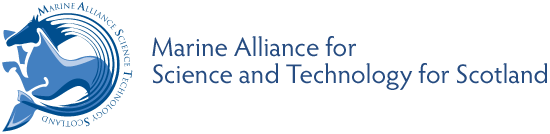 MARINE ALLIANCE SCIENCE TECHNOLOGY SCOTLAND
Marine Alliance for
Science and Technology for Scotland